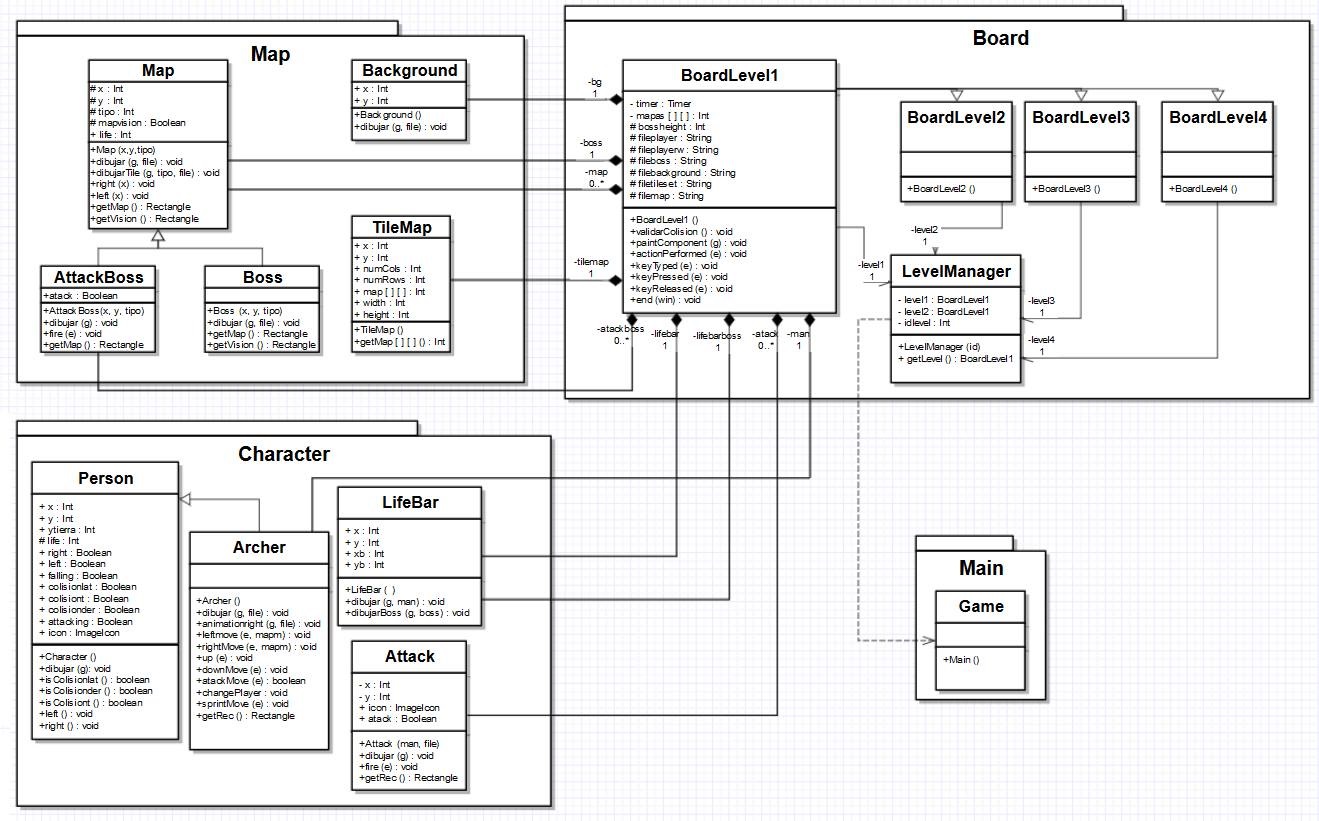 Map
Map
# x : Int
# y : Int
# tipo : Int
# mapvision : Boolean
+ life : Int
+Map (x,y,tipo)
+dibujar (g, file) : void
+dibujarTile (g, tipo, file) : void
+right (x) : void
+left (x) : void
+getMap () : Rectangle
+getVision () : Rectangle
Background
+ x : Int
+ y : Int
+Background ()
+dibujar (g, file) : void
AttackBoss
+atack : Boolean
+AttackBoss(x, y, tipo)
+dibujar (g) : void
+fire (e) : void
+getMap () : Rectangle
Boss
+Boss (x, y, tipo)
+dibujar (g, file) : void
+getMap () : Rectangle
+getVision () : Rectangle
TileMap
+ x : Int
+ y : Int
+ numCols : Int
+ numRows : Int
+ map [ ] [ ] : Int
+ width : Int
+ height : Int
+TileMap ()
+getMap [ ] [ ] () : Int
Board
-bg
1
-boss
1
-map
0..*
-tilemap
1
BoardLevel1
- timer : Timer
- mapas [ ] [ ] : Int
# bossheight : Int
# fileplayer : String
# fileplayerw : String
# fileboss : String
# filebackground : String
# filetileset : String
# filemap : String
+BoardLevel1 ()
+validarColision () : void
+paintComponent (g) : void
+actionPerformed (e) : void
+keyTyped (e) : void
+keyPressed (e) : void
+keyReleased (e) : void
+end (win) : void
BoardLevel2
+BoardLevel2 ()
BoardLevel3
+BoardLevel3 ()
BoardLevel4
+BoardLevel4 ()
-level2
1
-level1
1
-level3
1
-level4
1
LevelManager
- level1 : BoardLevel1
- level2 : BoardLevel1
- idlevel : Int
+LevelManager (id)
+ getLevel () : BoardLevel1
-atackboss
0..*
-lifebar
1
-lifebarboss
1
-atack
0..*
-man
1
Character
Person
+ x : Int
+ y : Int
+ ytierra : Int
# life : Int
+ right : Boolean
+ left : Boolean
+ falling : Boolean
+ colisionlat : Boolean
+ colisiont : Boolean
+ colisionder : Boolean
+ attacking : Boolean
+ icon : ImageIcon
+Character ()
+dibujar (g): void
+isColisionlat () : boolean
+isColisionder () : boolean
+isColisiont () : boolean
+left () : void
+right () : void
Archer
+Archer ()
+dibujar (g, file) : void
+animationright (g, file) : void
+leftmove (e, mapm) : void
+rightMove (e, mapm) : void
+up (e) : void
+downMove (e) : void
+atackMove (e) : boolean
+changePlayer : void
+sprintMove (e) : void
+getRec () : Rectangle
LifeBar
+ x : Int
+ y : Int
+ xb : Int
+ yb : Int
+LifeBar ( )
+dibujar (g, man) : void
+dibujarBoss (g, boss) : void
Attack
- x : Int
- y : Int
+ icon : ImageIcon
+ atack : Boolean
+Attack (man, file)
+dibujar (g) : void
+fire (e) : void
+getRec () : Rectangle
Main
Game
+Main ()